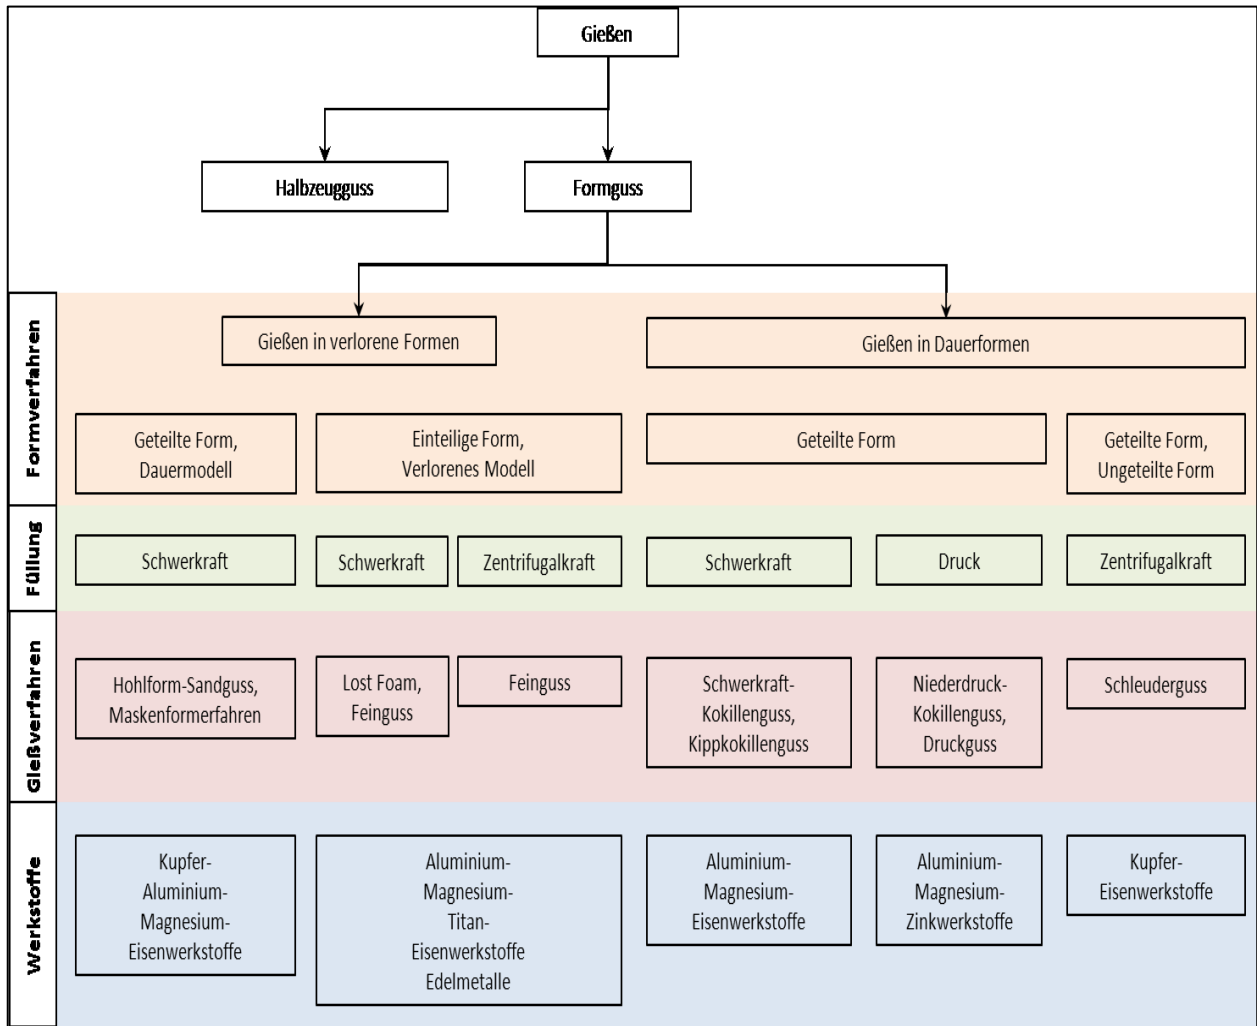 Gießen
Halbzeugguss
Formguss
Formverfahren
Gießen in verlorene Formen
Gießen in Dauerformen
Geteilte Form,
Dauermodell
Einteilige Form,
Verlorenes Modell
Geteilte Form
Geteilte Form,
Ungeteilte Form
Füllung
Schwerkraft
Schwerkraft
Zentrifugalkraft
Schwerkraft
Druck
Zentrifugalkraft
Gießverfahren
Hohlform-Sandguss,
Maskenformerfahren
Lost Foam,
Feinguss
Feinguss
Schwerkraft-
Kokillenguss,
Kippkokillenguss
Niederdruck-
Kokillenguss,
Druckguss
Schleuderguss
Werkstoffe
Kupfer-
Aluminium-
Magnesium-
Eisenwerkstoffe
Aluminium-
Magnesium-
Titan-
Eisenwerkstoffe
Edelmetalle
Aluminium-
Magnesium-
Eisenwerkstoffe
Aluminium-
Magnesium-
Zinkwerkstoffe
Kupfer-
Eisenwerkstoffe